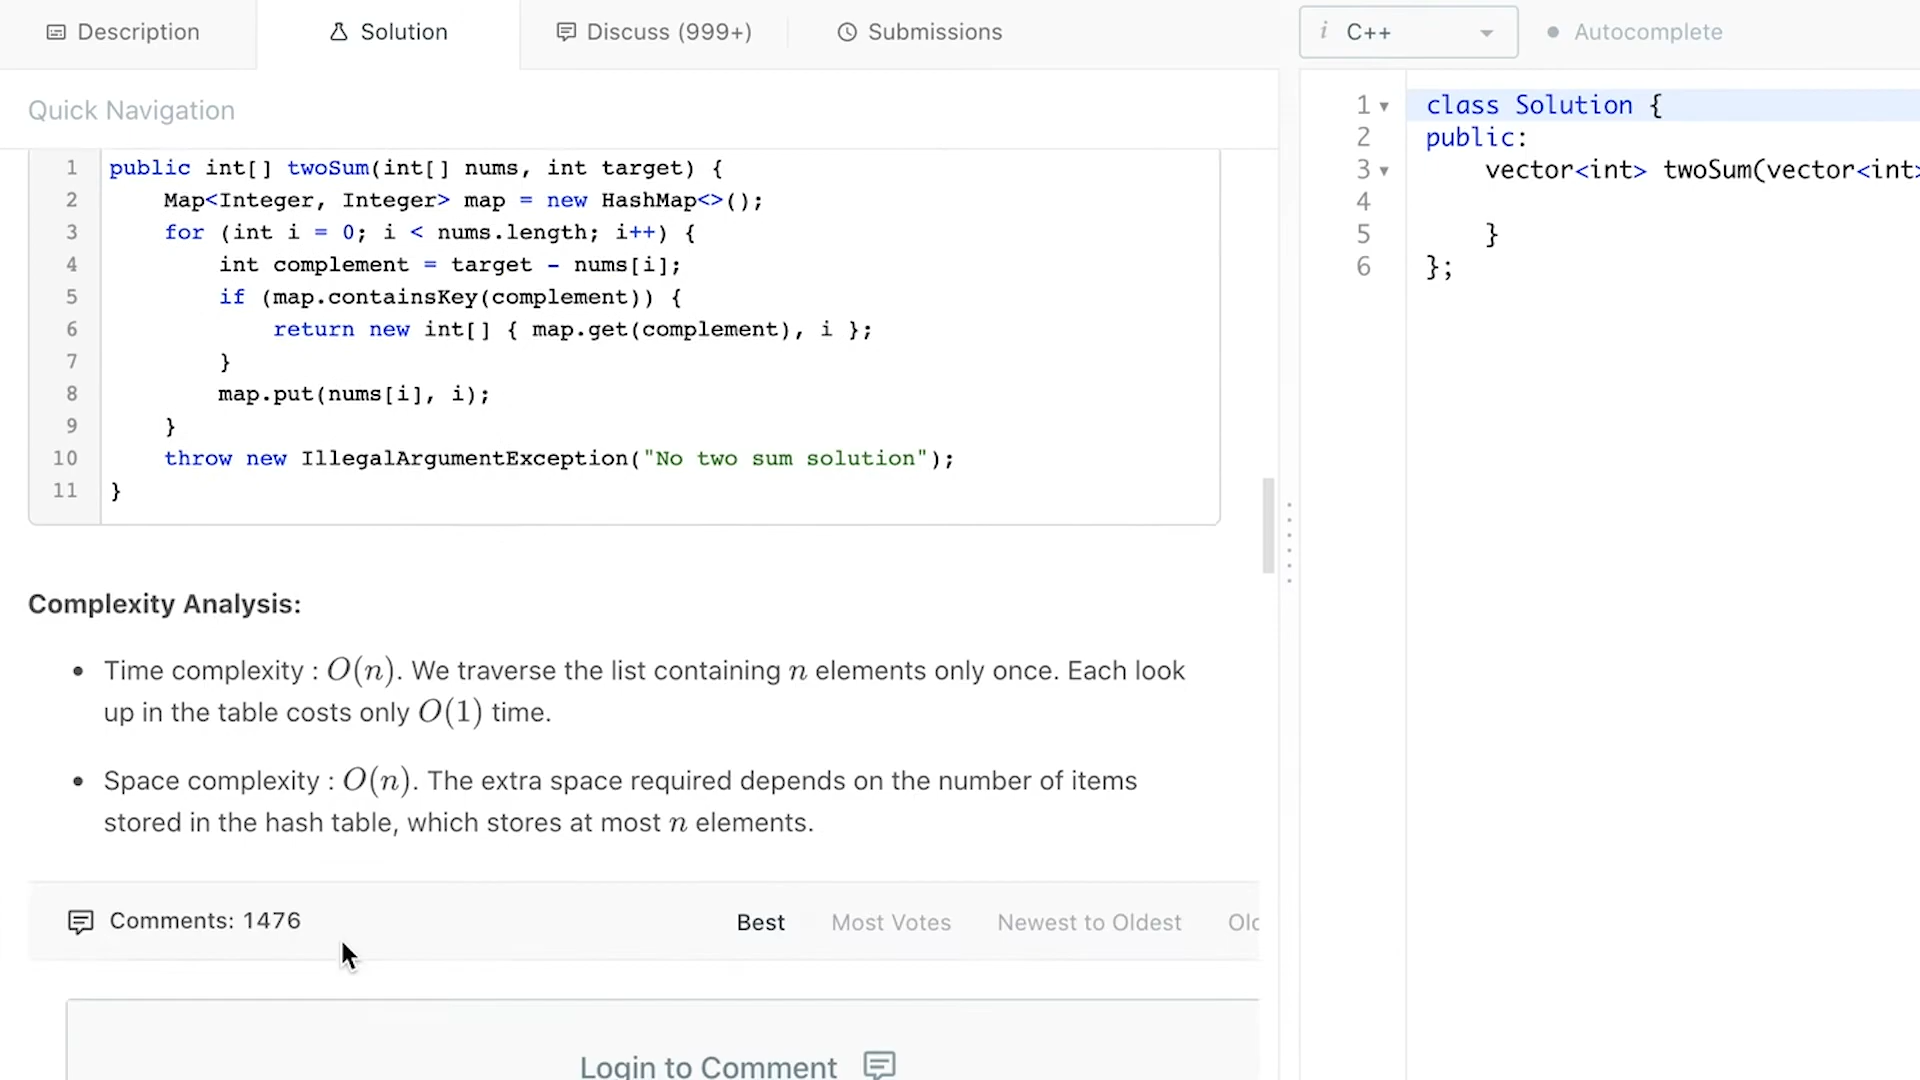 Description
Solution
Discuss (999+)
Submissions
i C++
Autocomplete
Quick Navigation
1 public int[] twoSum(int[] nums, int target) {
2 Map<Integer, Integer> map = new HashMap<>();
3 for (int i = 0; i < nums.length; i++) {
4 int complement = target - nums[i];
5 if (map.containsKey(complement)) {
6 return new int[] { map.get(complement), i };
7 }
8 map.put(nums[i], i);
9 }
10 throw new IllegalArgumentException("No two sum solution");
11 }
Complexity Analysis:
• Time complexity : O(n). We traverse the list containing n elements only once. Each look
up in the table costs only O(1) time.
• Space complexity : O(n). The extra space required depends on the number of items
stored in the hash table, which stores at most n elements.
Comments: 1476
Best
Most Votes
Newest to Oldest
Login to Comment
1 class Solution {
2 public:
3 vector<int> twoSum(vector<int>
4
5 }
6 };